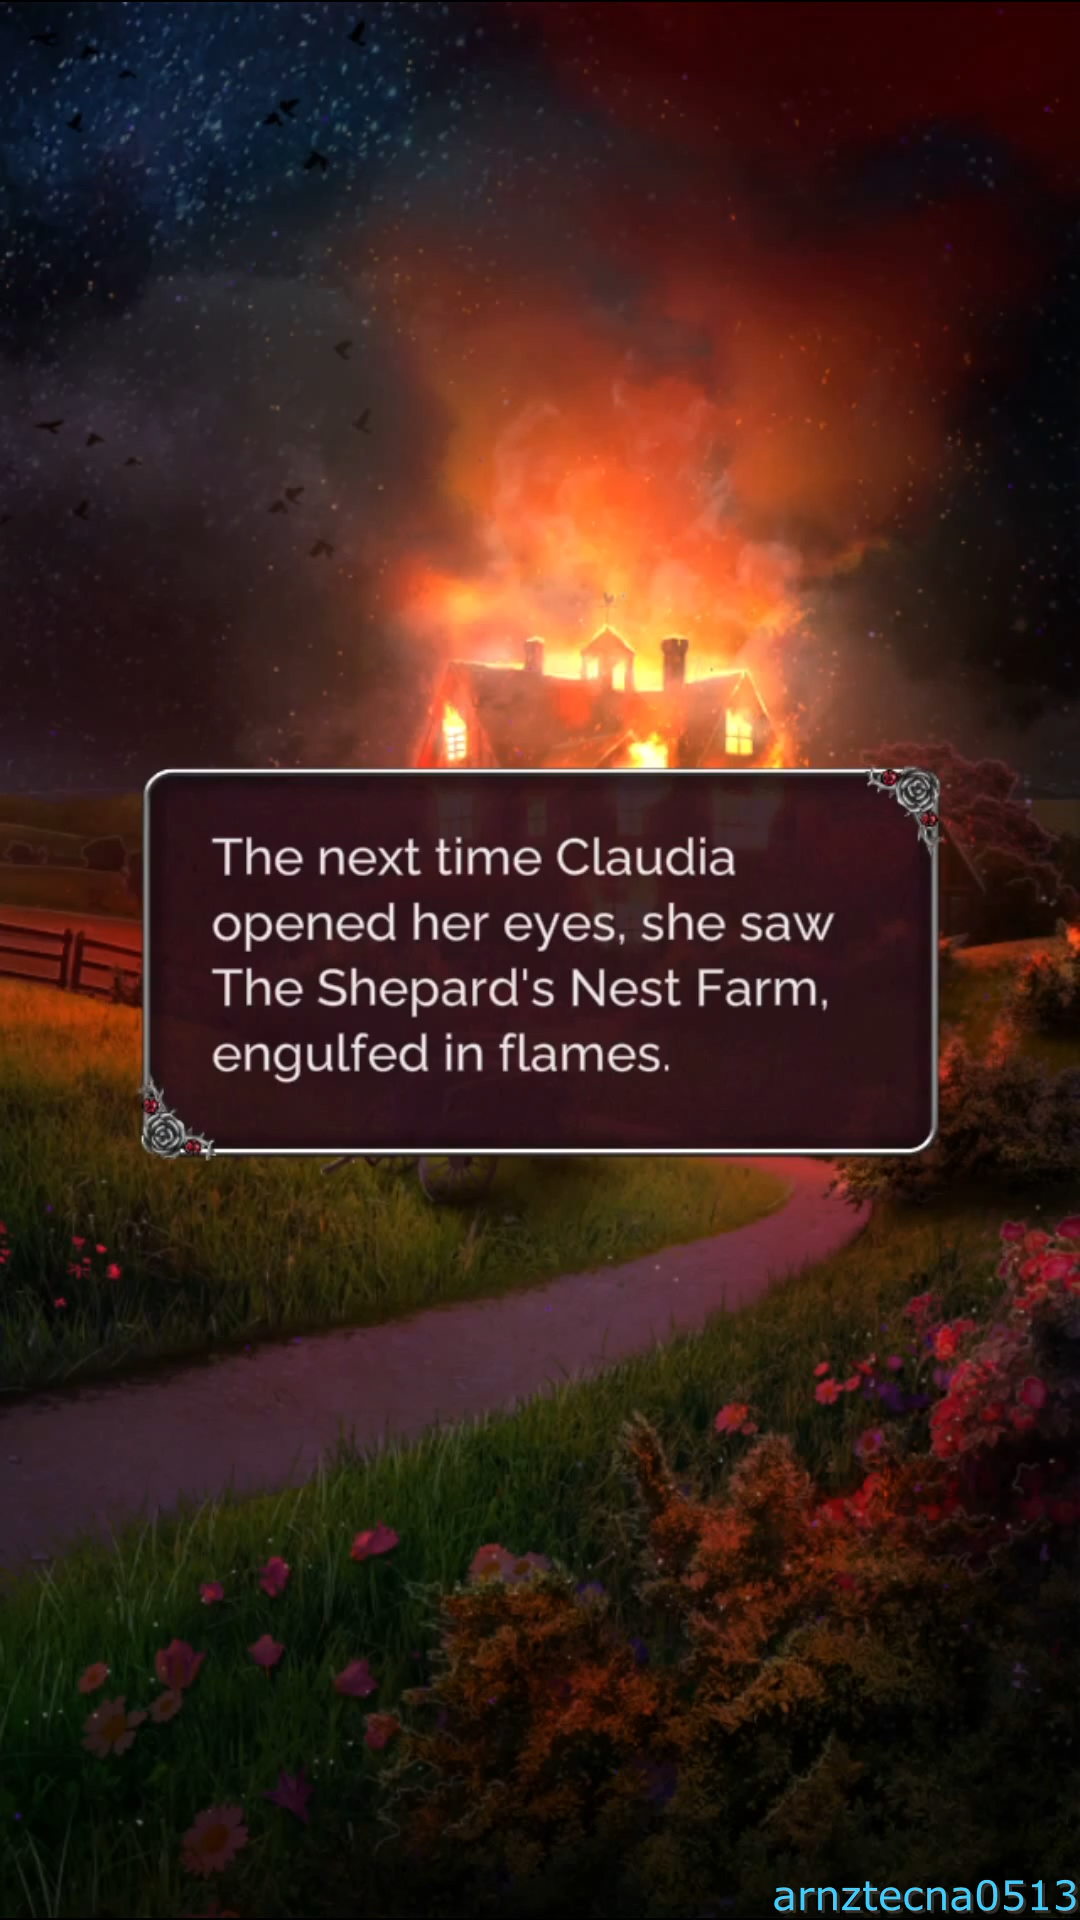 The next time Claudia
opened her eyes, she saw
The Shepard's Nest Farm,
engulfed in flames.
arnztecna0513